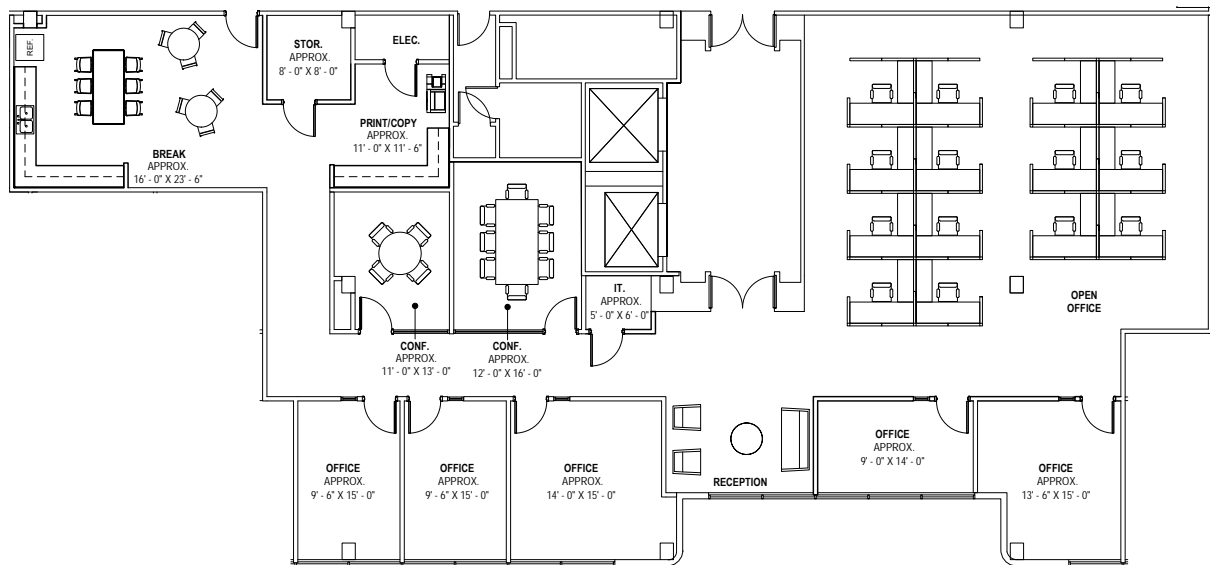 REF.
STOR.
APPROX.
8' - 0" X 8' - 0"
ELEC.
PRINT/COPY
APPROX.
11' - 0" X 11' - 6"
BREAK
APPROX.
16' - 0" X 23' - 6"
IT.
APPROX.
5' - 0" X 6' - 0"
OPEN
OFFICE
CONF.
APPROX.
11' - 0" X 13' - 0"
CONF.
APPROX.
12' - 0" X 16' - 0"
OFFICE
APPROX.
9' - 6" X 15' - 0"
OFFICE
APPROX.
9' - 6" X 15' - 0"
OFFICE
APPROX.
14' - 0" X 15' - 0"
RECEPTION
OFFICE
APPROX.
9' - 0" X 14' - 0"
OFFICE
APPROX.
13' - 6" X 15' - 0"